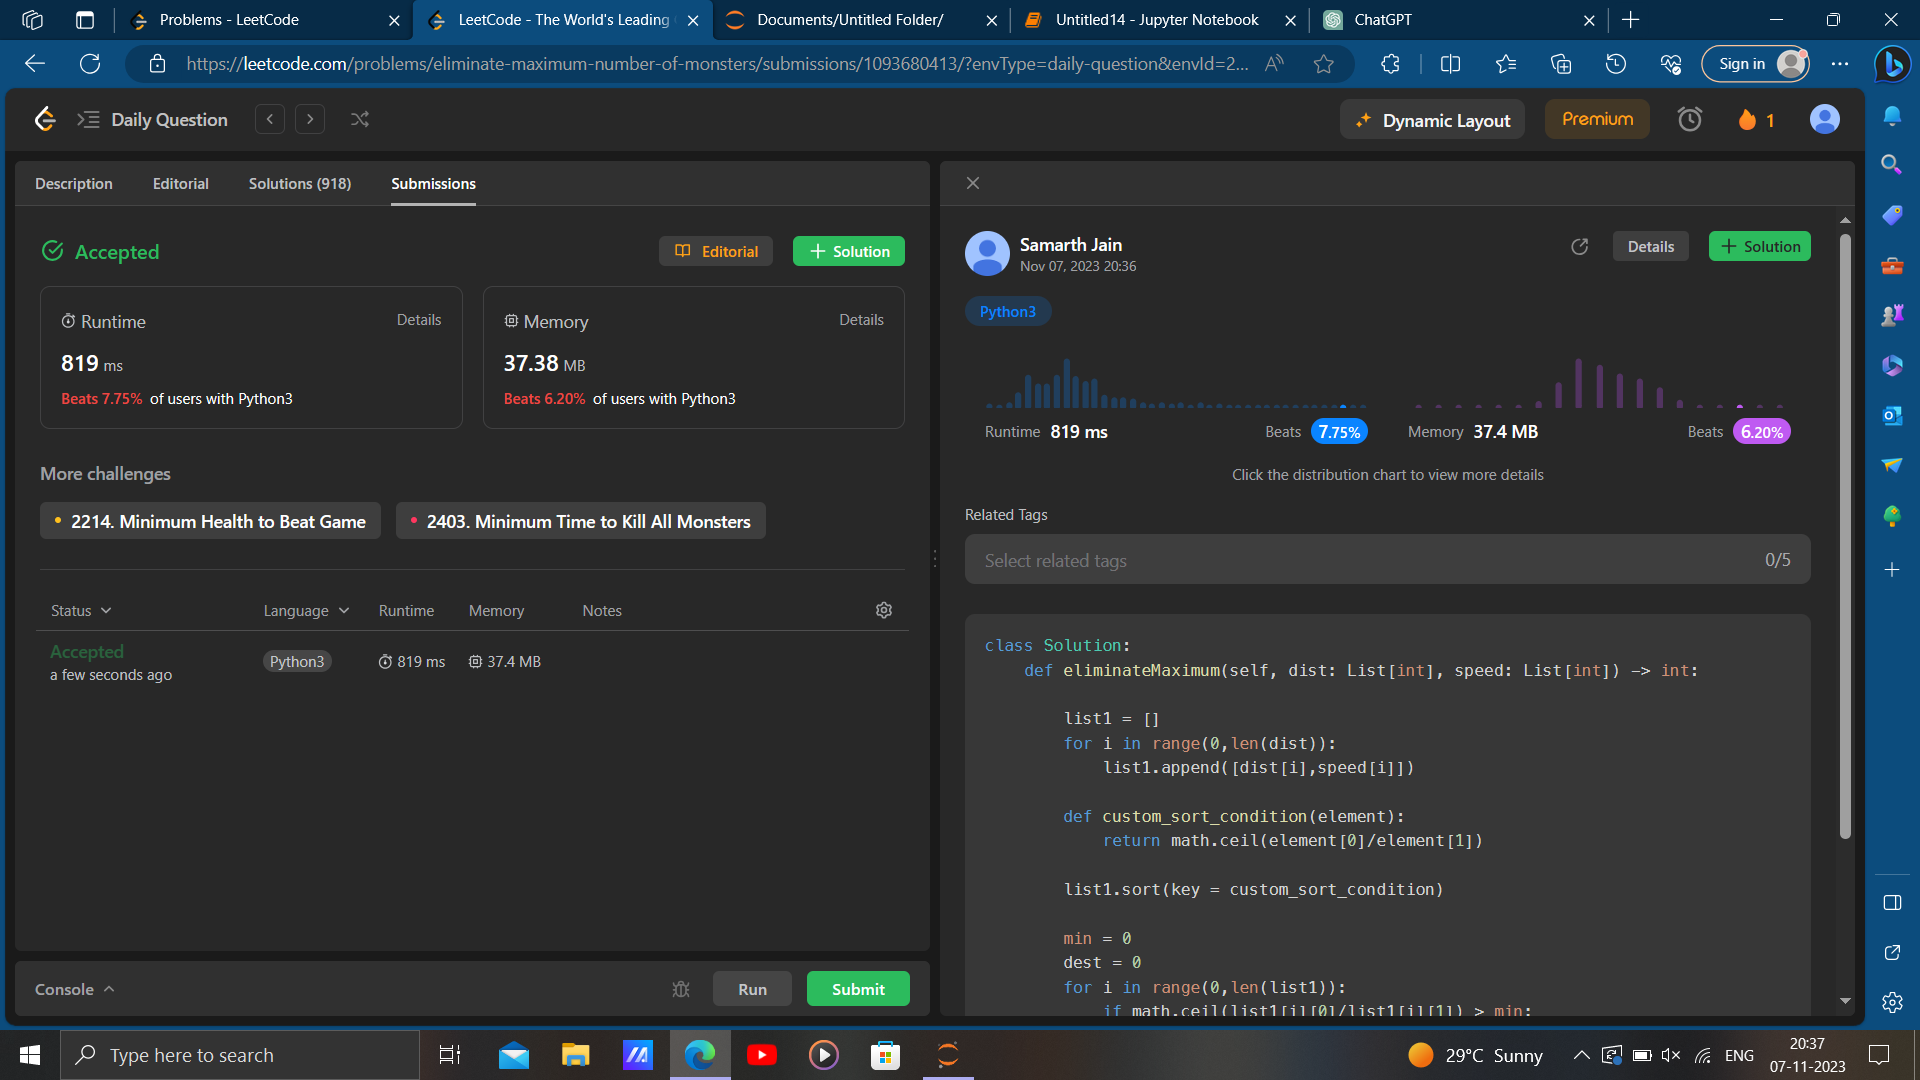 Problems - LeetCode
LeetCode - The World's Leading
Documents/Untitled Folder/
Untitled14 - Jupyter Notebook
ChatGPT
https://leetcode.com/problems/eliminate-maximum-number-of-monsters/submissions/1093680413/?envType=daily-question&envId=2...
Sign in
Daily Question
Dynamic Layout
Premium
1
Description
Editorial
Solutions (918)
Submissions
Accepted
Editorial
Solution
Runtime
Details
819 ms
Beats 7.75% of users with Python3
Memory
Details
37.38 MB
Beats 6.20% of users with Python3
More challenges
2214. Minimum Health to Beat Game
2403. Minimum Time to Kill All Monsters
Status
Language
Runtime
Memory
Notes
Accepted
a few seconds ago
Python3
819 ms
37.4 MB
Console
Run
Submit
Samarth Jain
Nov 07, 2023 20:36
Details
Solution
Python3
Runtime 819 ms
Beats 7.75%
Memory 37.4 MB
Beats 6.20%
Click the distribution chart to view more details
Related Tags
Select related tags
0/5
class Solution:
    def eliminateMaximum(self, dist: List[int], speed: List[int]) -> int:
        list1 = []
        for i in range(0,len(dist)):
            list1.append([dist[i],speed[i]])
        def custom_sort_condition(element):
            return math.ceil(element[0]/element[1])
        list1.sort(key = custom_sort_condition)
        min = 0
        dest = 0
        for i in range(0,len(list1)):
            if math.ceil(list1[i][0]/list1[i][1]) > min:
Type here to search
29°C Sunny
ENG
20:37
07-11-2023